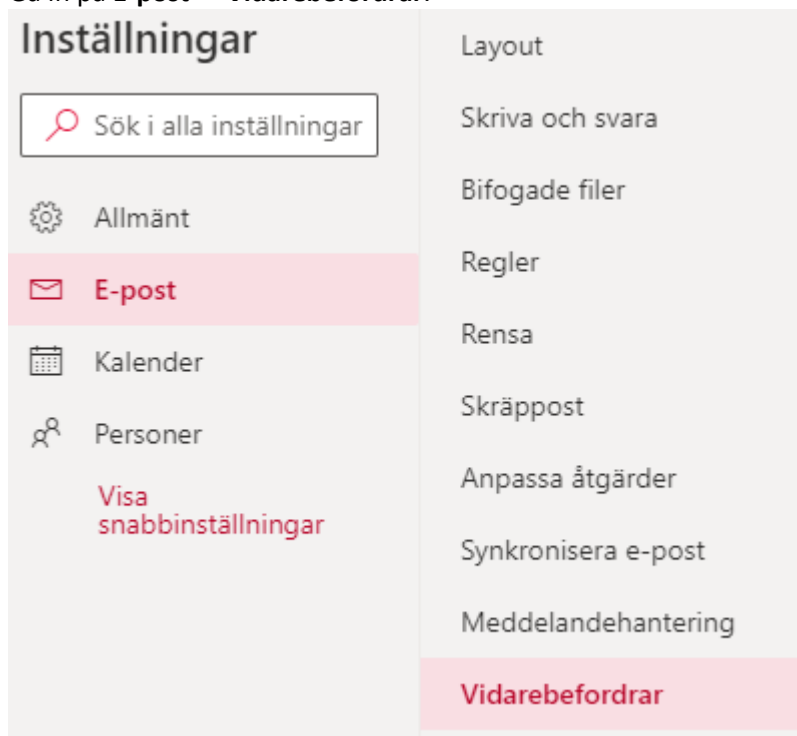 Inställningar
Sök i alla inställningar
Allmänt
E-post
Kalender
Personer
Visa
snabbinställningar
Layout
Skriva och svara
Bifogade filer
Regler
Rensa
Skräppost
Anpassa åtgärder
Synkronisera e-post
Meddelandehantering
Vidarebefordrar